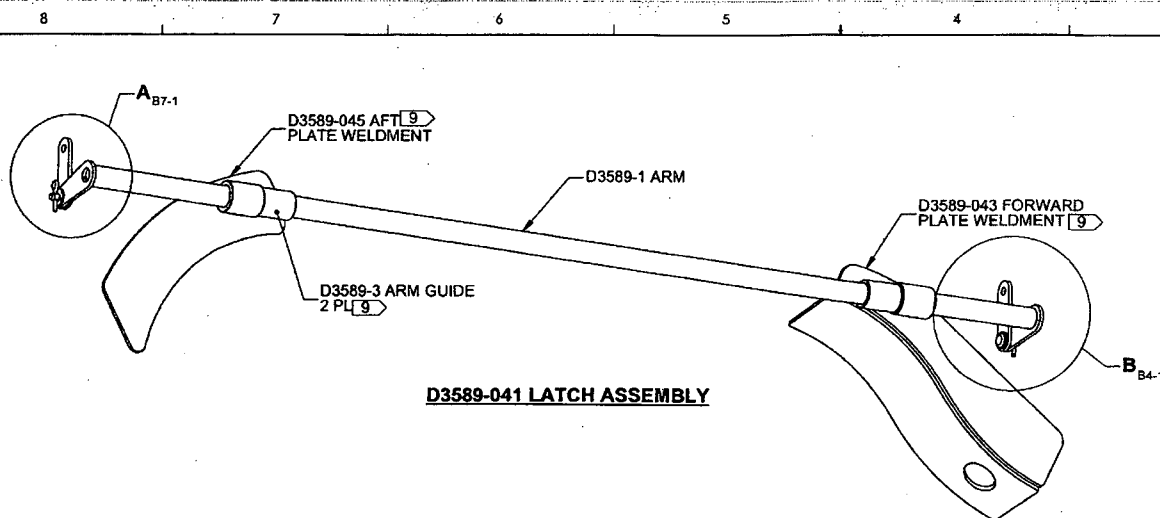 8 7 6 5 4
A B7-1
D3589-045 AFT 9
PLATE WELDMENT
D3589-1 ARM
D3589-043 FORWARD
PLATE WELDMENT 9
D3589-3 ARM GUIDE
2 PL 9
B B4-1
D3589-041 LATCH ASSEMBLY